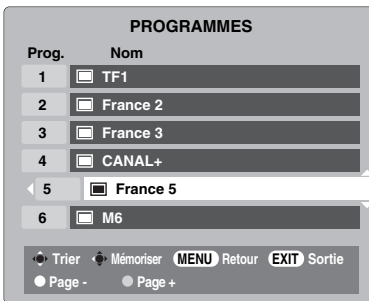 PROGRAMMES
Prog. Nom
1 TF1
2 France 2
3 France 3
4 CANAL+
5 France 5
6 M6
Trier Mémoriser MENU Retour EXIT Sortie
Page - Page +